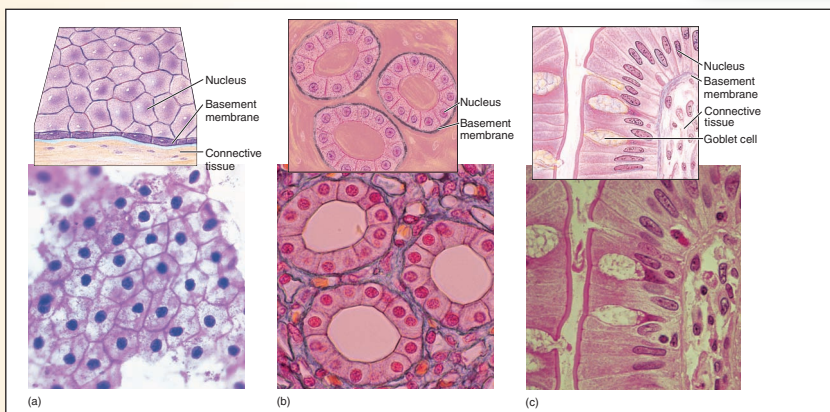 Nucleus
Basement
membrane
Connective
tissue
Nucleus
Basement
membrane
Nucleus
Basement
membrane
Connective
tissue
Goblet cell
(a)
(b)
(c)